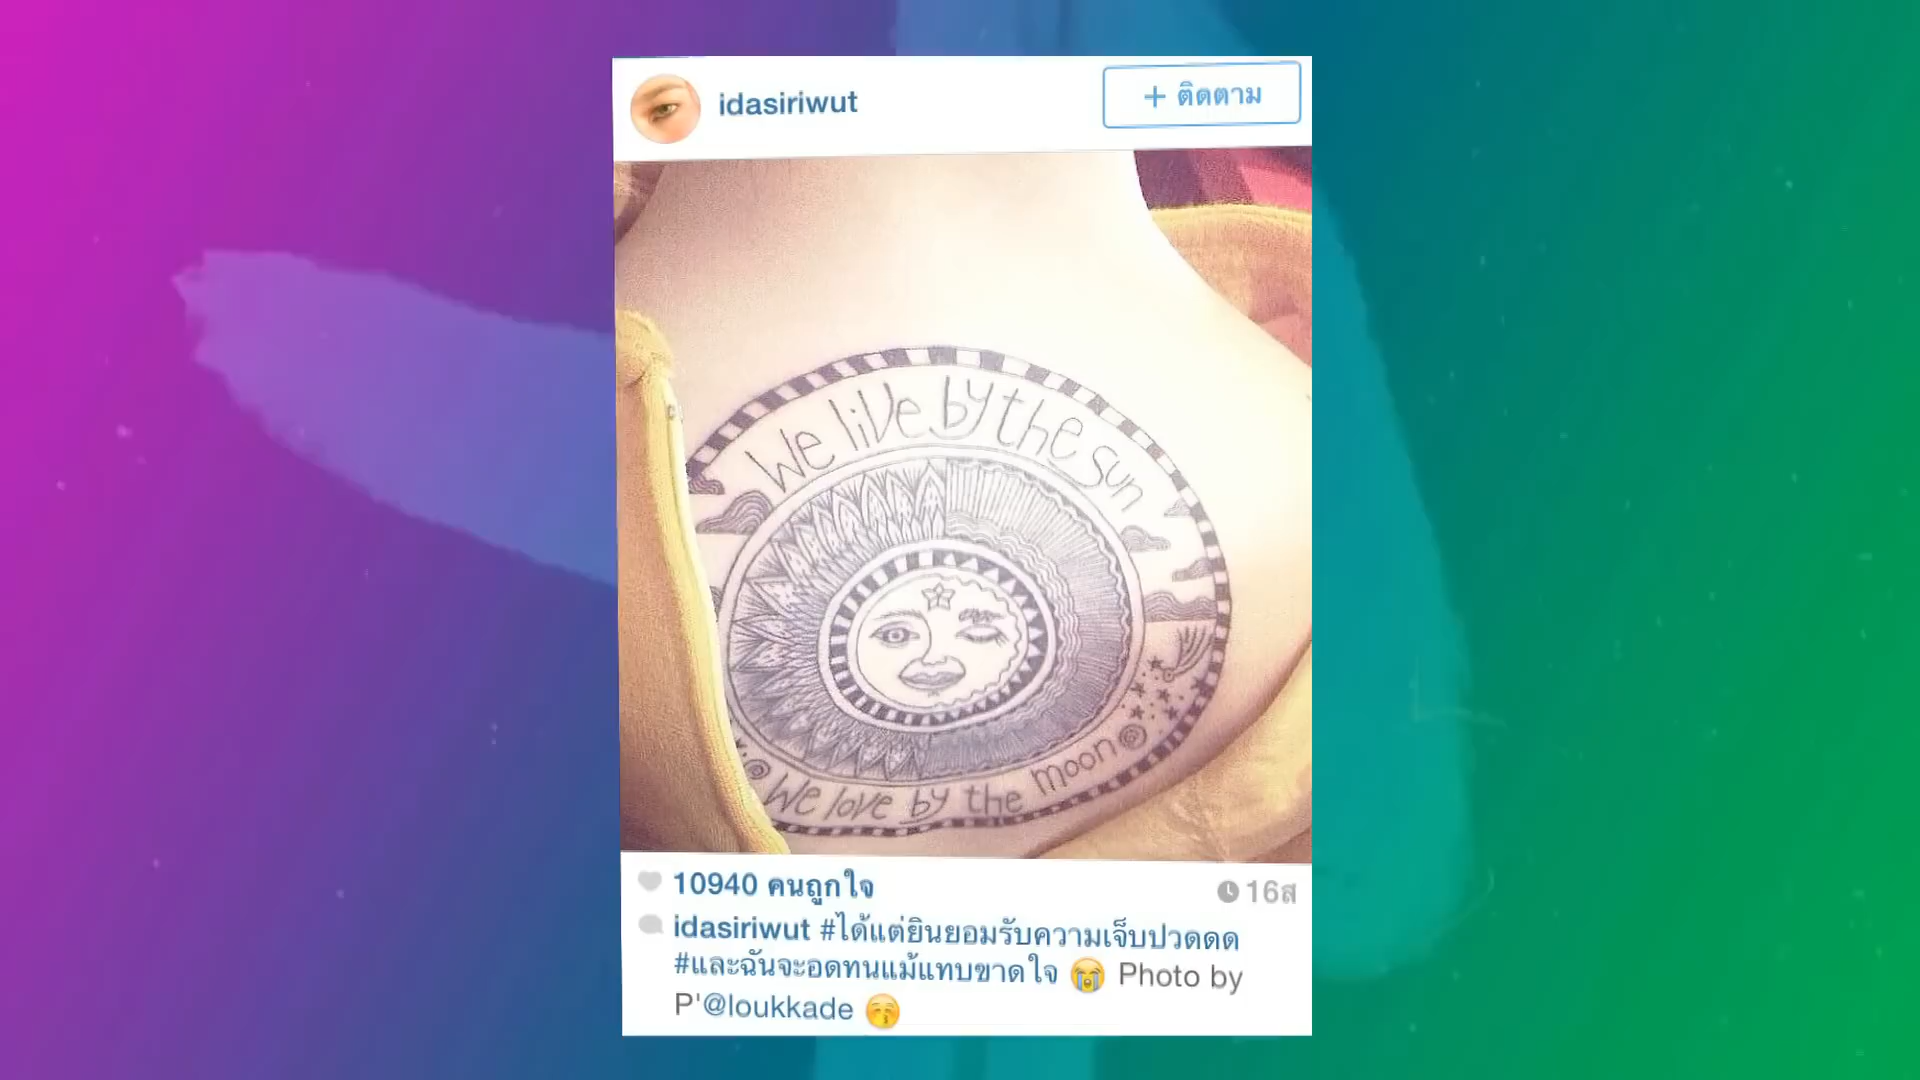 idasiriwut
+ ติดตาม
We live by the sun
We love by the moon
10940 คนถูกใจ
16ส
idasiriwut #ได้แต่ยินยอมรับความเจ็บปวดดด
#และฉันจะอดทนแม้แทบขาดใจ 😭 Photo by
P'@loukkade 😚